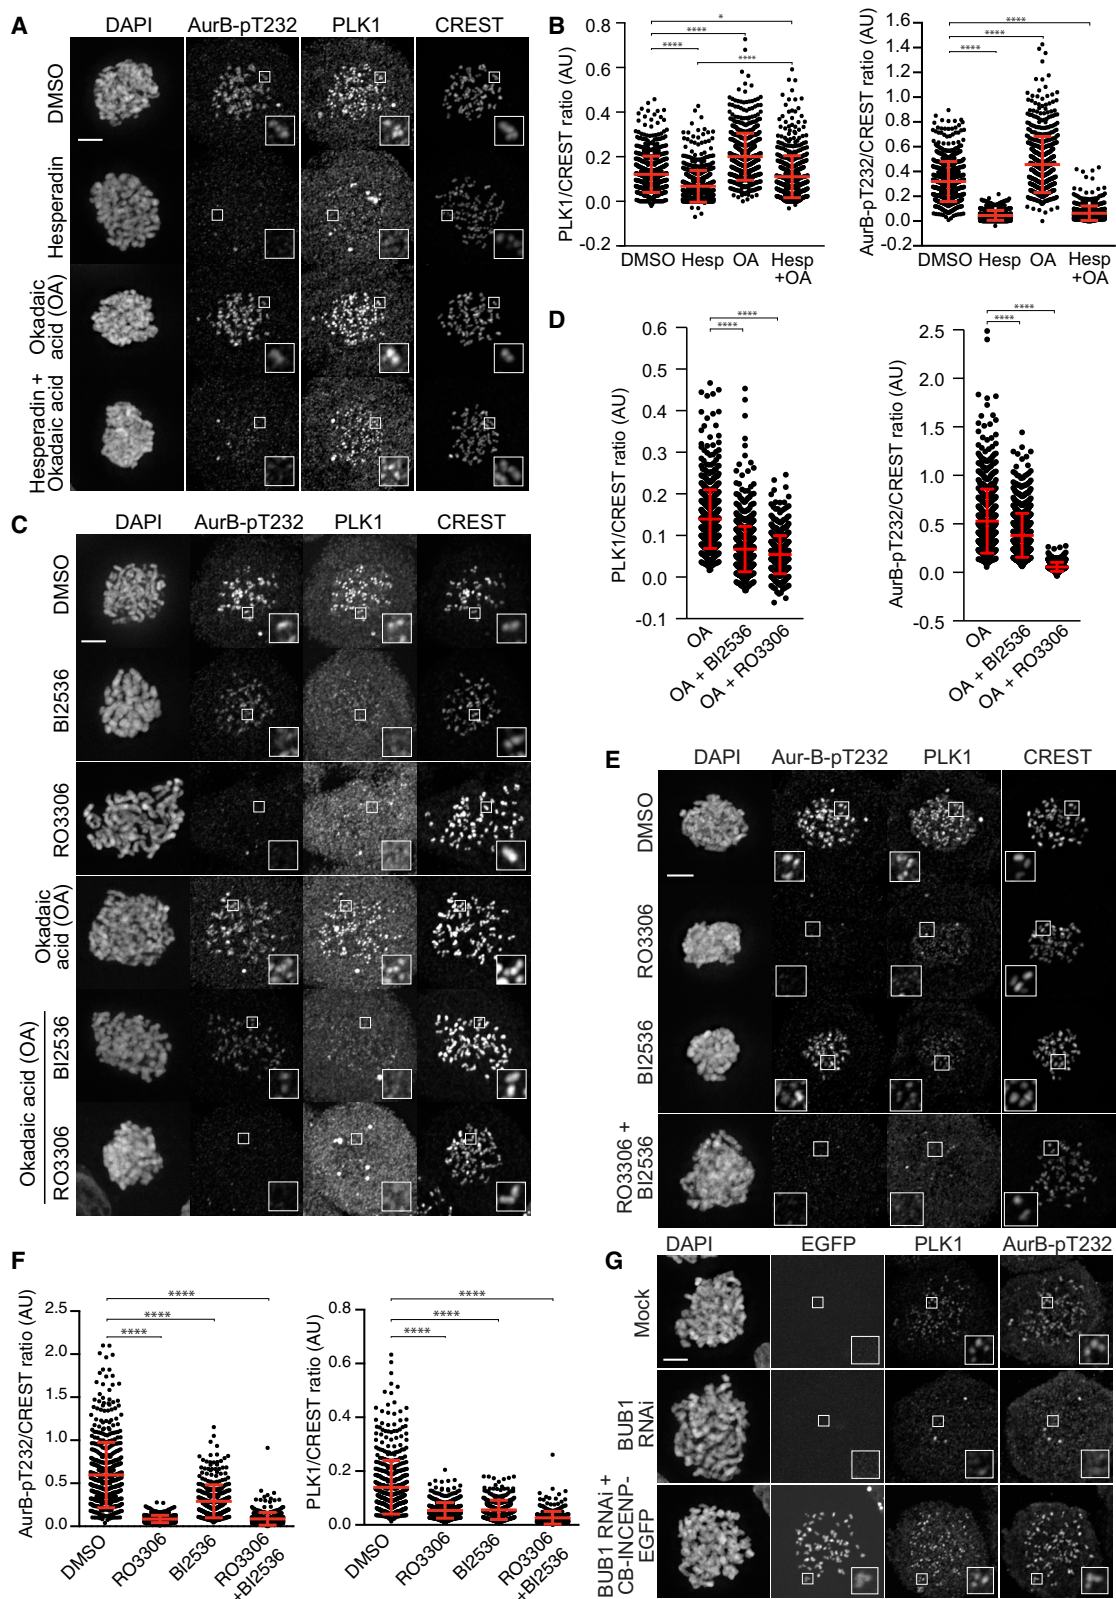 A
DAPI AurB-pT232 PLK1 CREST
DMSO
Hesperadin
Okadaic
acid (OA)
Hesperadin +
Okadaic acid
B
PLK1/CREST ratio (AU)
0.8
0.6
0.4
0.2
0.0
-0.2
*
****
****
****
DMSO Hesp OA Hesp
+OA
AurB-pT232/CREST ratio (AU)
1.6
1.4
1.2
1.0
0.8
0.6
0.4
0.2
0.0
-0.2
****
****
****
DMSO Hesp OA Hesp
+OA
C
DAPI AurB-pT232 PLK1 CREST
DMSO
BI2536
RO3306
Okadaic
acid (OA)
Okadaic acid (OA)
BI2536
RO3306
D
PLK1/CREST ratio (AU)
0.6
0.5
0.4
0.3
0.2
0.1
0.0
-0.1
****
****
OA
OA + BI2536
OA + RO3306
AurB-pT232/CREST ratio (AU)
2.5
2.0
1.5
1.0
0.5
0.0
-0.5
****
****
OA
OA + BI2536
OA + RO3306
E
DAPI Aur-B-pT232 PLK1 CREST
DMSO
RO3306
BI2536
RO3306 +
BI2536
F
AurB-pT232/CREST ratio (AU)
2.5
2.0
1.5
1.0
0.5
0.0
****
****
****
DMSO
RO3306
BI2536
RO3306
+BI2536
PLK1/CREST ratio (AU)
0.8
0.6
0.4
0.2
0.0
****
****
****
DMSO
RO3306
BI2536
RO3306
+BI2536
G
DAPI EGFP PLK1 AurB-pT232
Mock
BUB1
RNAi
BUB1 RNAi +
CB-INCENP-
EGFP